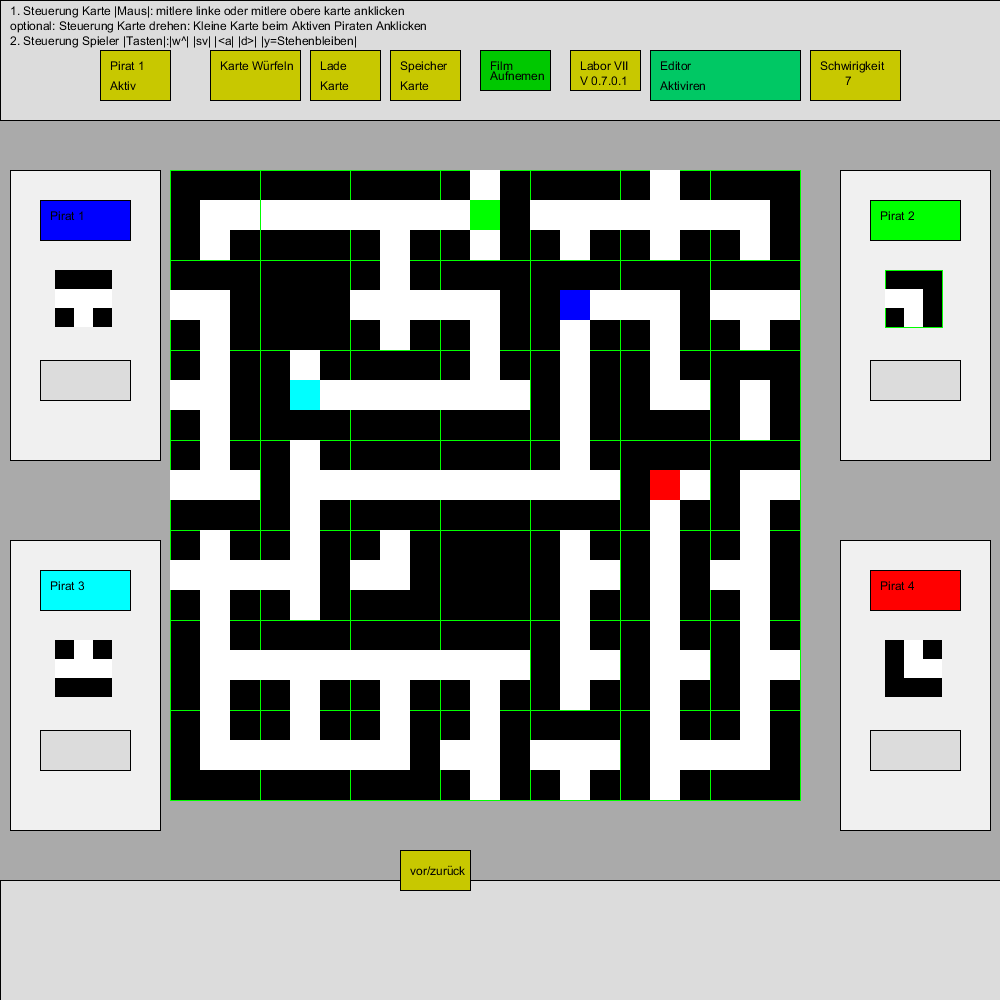 1. Steuerung Karte |Maus|: mitlere linke oder mitlere obere karte anklicken
optional: Steuerung Karte drehen: Kleine Karte beim Aktiven Piraten Anklicken
2. Steuerung Spieler |Tasten|:|w^| |sv| |<a| |d>| |y=Stehenbleiben|
Pirat 1
Aktiv
Karte Würfeln
Lade
Karte
Speicher
Karte
Film
Aufnemen
Labor VII
V 0.7.0.1
Editor
Aktiviren
Schwirigkeit
7
Pirat 1
Pirat 2
Pirat 3
Pirat 4
vor/zurück